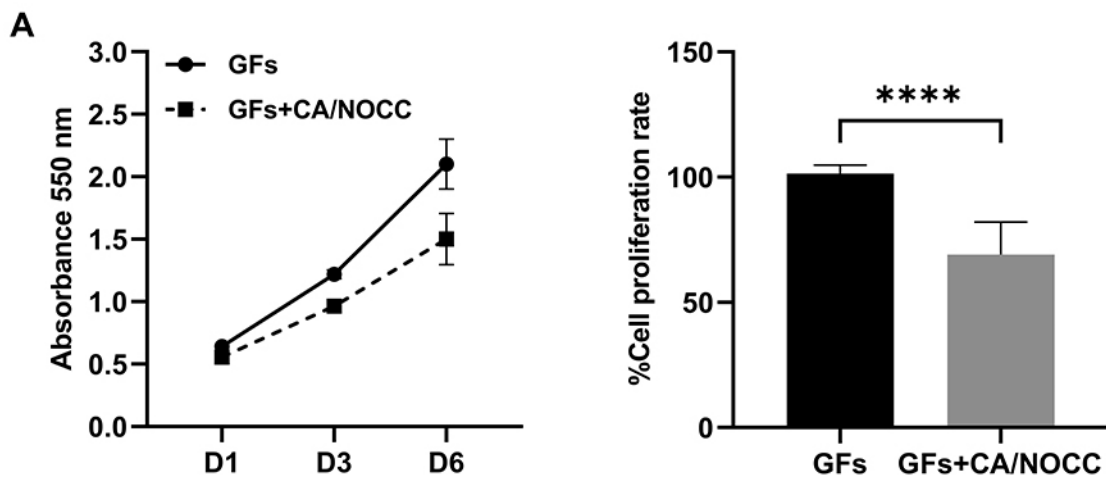 A
3.0
2.5
2.0
1.5
1.0
0.5
0.0
Absorbance 550 nm
GFs
GFs+CA/NOCC
D1 D3 D6
150
100
50
0
%Cell proliferation rate
****
GFs GFs+CA/NOCC